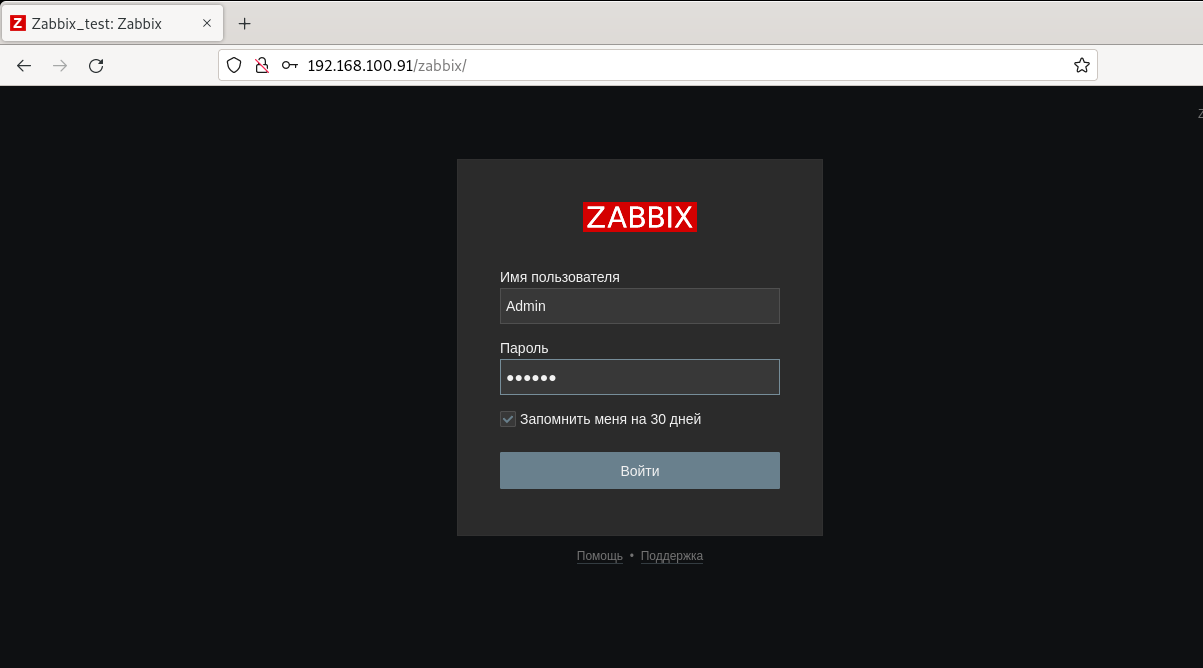 Z Zabbix_test: Zabbix
192.168.100.91/zabbix/
Z
ZABBIX
Имя пользователя
Admin
Пароль
••••••
Запомнить меня на 30 дней
Войти
Помощь • Поддержка